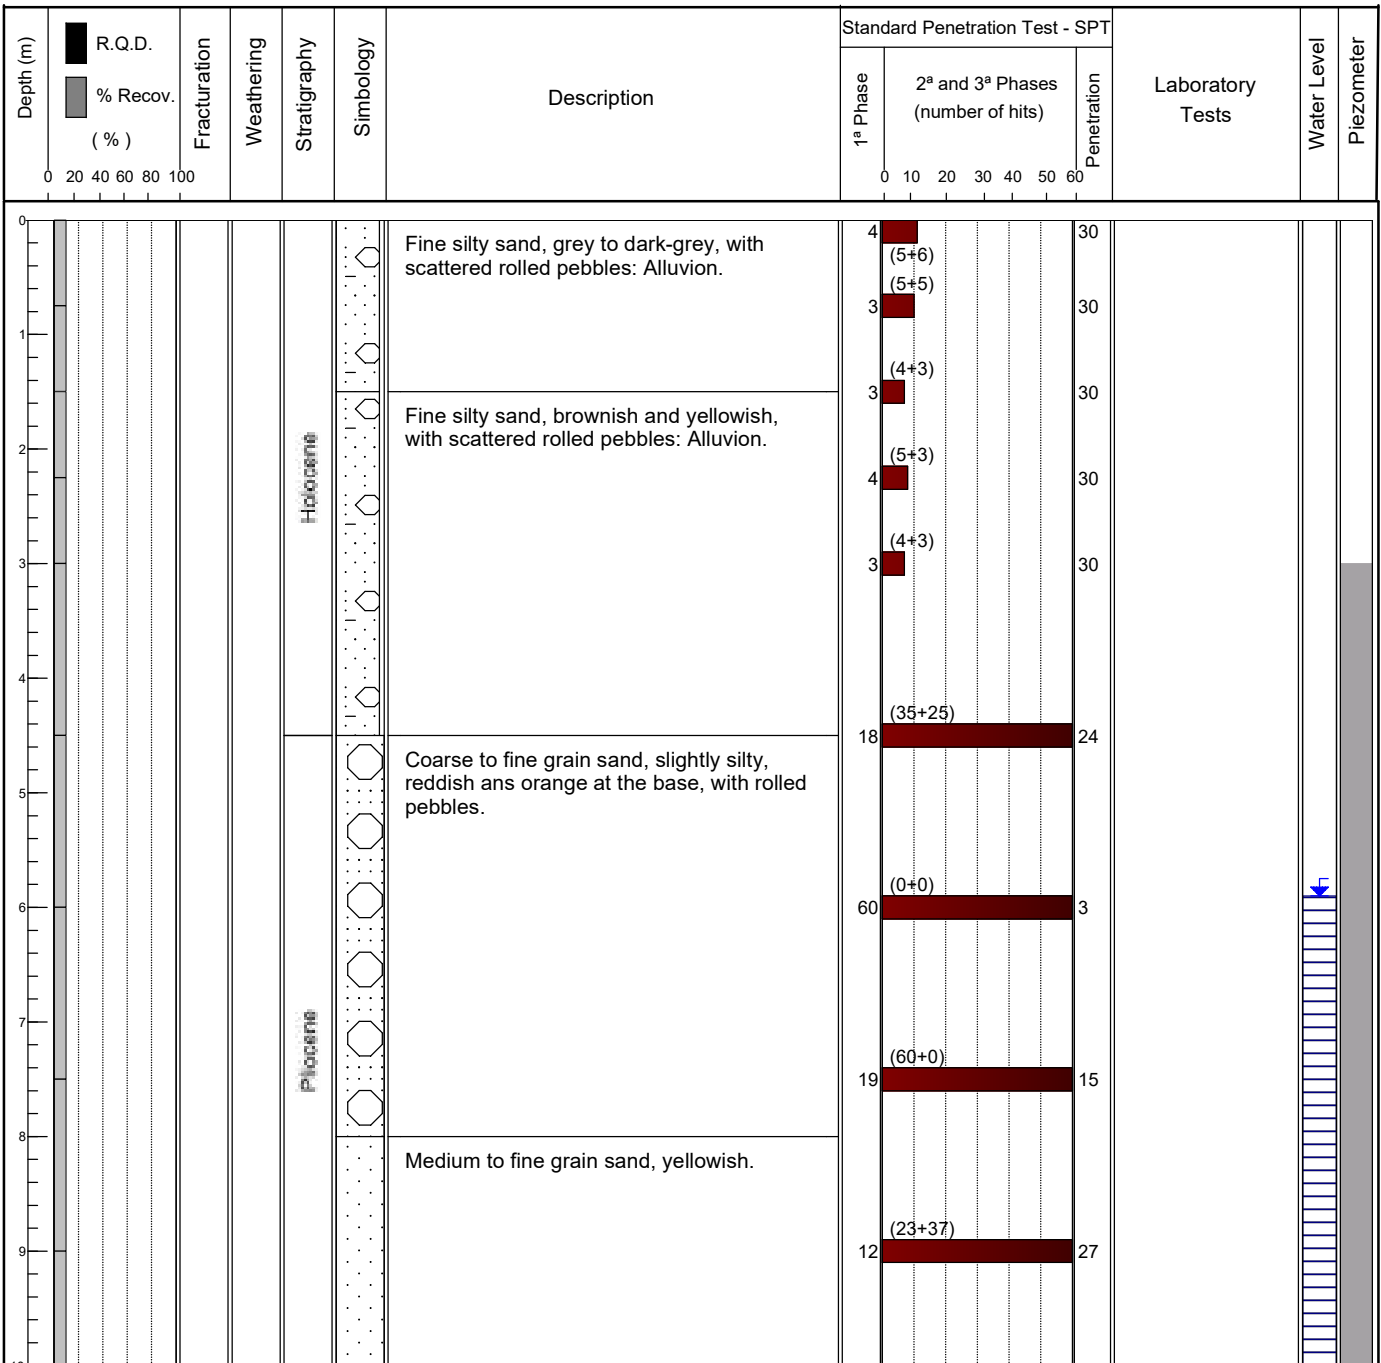 Depth (m)
R.Q.D.
% Recov.
( % )
0 20 40 60 80 100
Fracturation
Weathering
Stratigraphy
Simbology
Description
Standard Penetration Test - SPT
1ª Phase
2ª and 3ª Phases
(number of hits)
0 10 20 30 40 50 60
Penetration
Laboratory
Tests
Water Level
Piezometer
0
Fine silty sand, grey to dark-grey, with
scattered rolled pebbles: Alluvion.
4
(5+6)
30
(5+5)
3
30
1
(4+3)
3
30
Fine silty sand, brownish and yellowish,
with scattered rolled pebbles: Alluvion.
2
(5+3)
4
30
Holocene
(4+3)
3
3
30
4
(35+25)
18
24
Coarse to fine grain sand, slightly silty,
reddish ans orange at the base, with rolled
pebbles.
5
(0+0)
6
60
3
7
Pliocene
(60+0)
19
15
8
Medium to fine grain sand, yellowish.
(23+37)
9
12
27